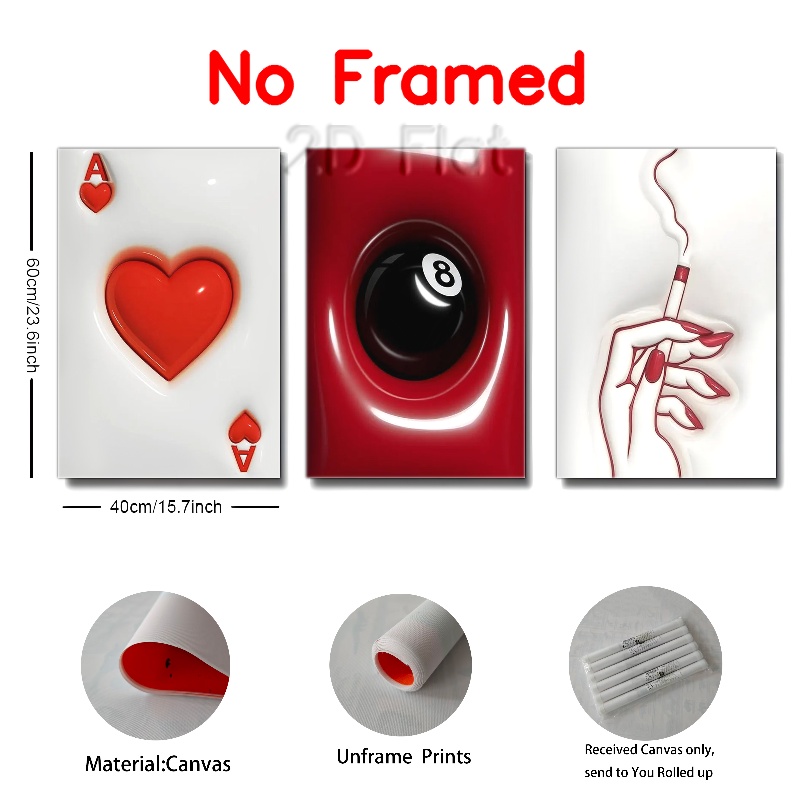 No Framed
2D Flat
A
8
A
60cm/23.6inch
40cm/15.7inch
Material:Canvas
Unframe Prints
Received Canvas only,
send to You Rolled up